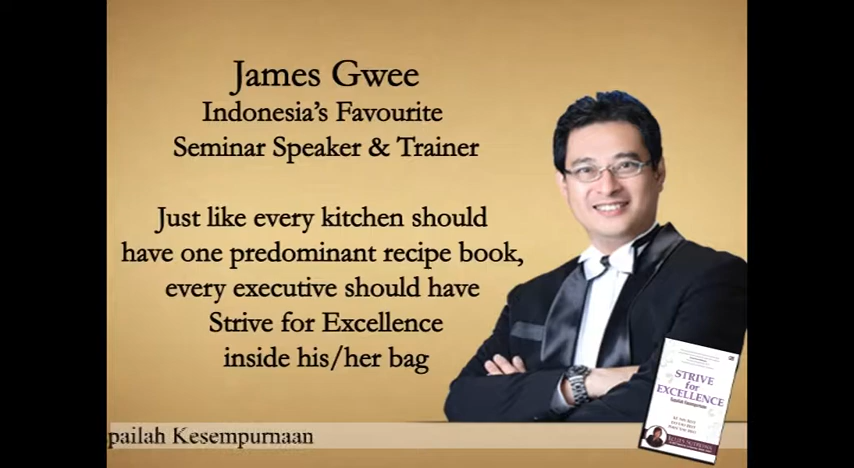 James Gwee
Indonesia's Favourite
Seminar Speaker & Trainer
Just like every kitchen should
have one predominant recipe book,
every executive should have
Strive for Excellence
inside his/her bag
STRIVE
for
EXCELLENCE
pailah Kesempurnaan